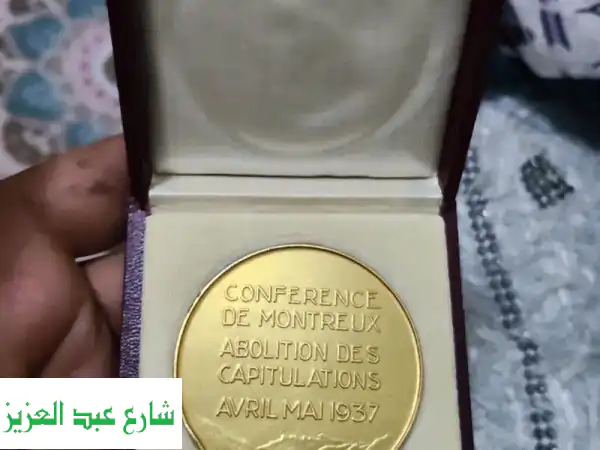 CONFERENCE
DE MONTREUX
ABOLITION DES
CAPITULATIONS
AVRIL MAI 1937
شارع عبد العزيز